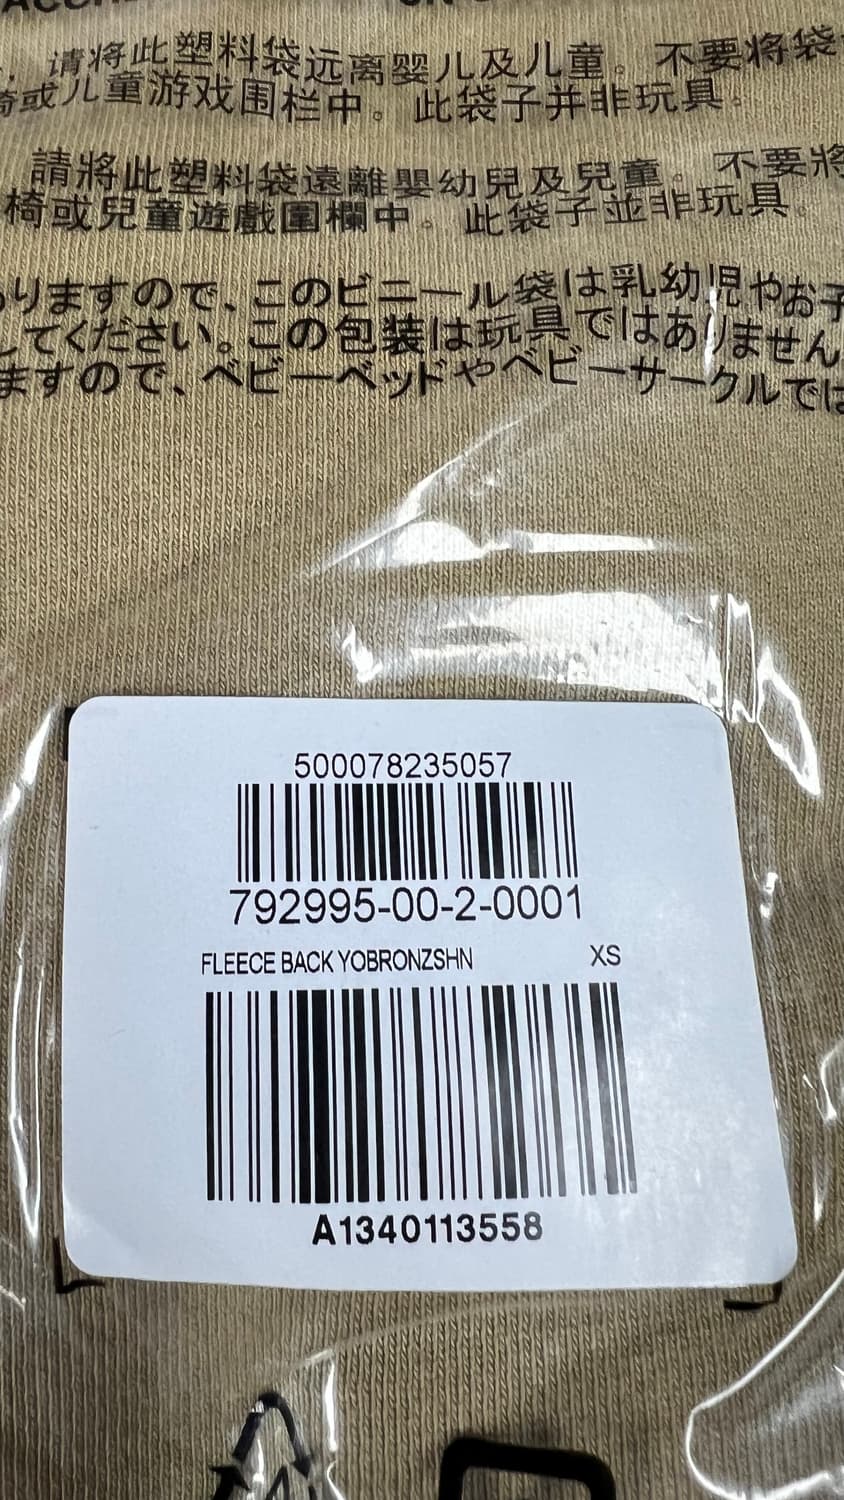 请将此塑料袋远离婴儿及儿童。不要将袋
椅或儿童游戏围栏中。此袋子并非玩具。
請將此塑料袋遠離嬰幼兒及兒童。不要將
椅或兒童遊戲圍欄中。此袋子並非玩具。
りますので、このビニール袋は乳幼児やお子
してください。この包装は玩具ではありません
ますので、ベビーベッドやベビーサークルでは
500078235057
792995-00-2-0001
FLEECE BACK YOBRONZSHN XS
A1340113558